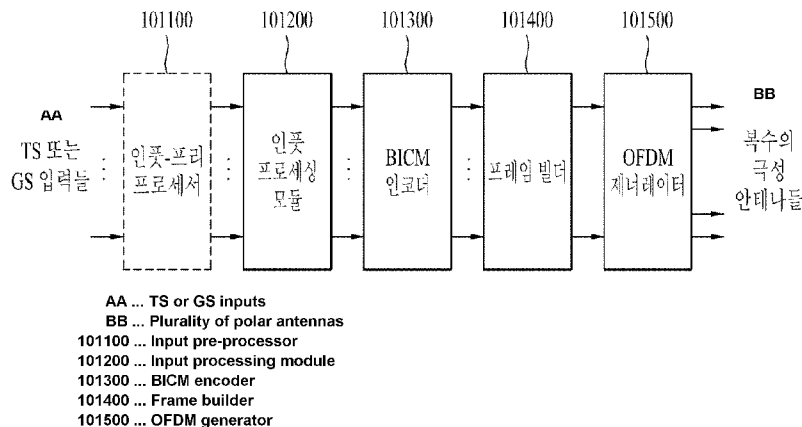 101100
101200
101300
101400
101500
AA
TS 또는
GS 입력들
인풋-프리
프로세서
인풋
프로세싱
모듈
BICM
인코더
프레임 빌더
OFDM
재너레이터
BB
복수의
극성
안테나들
AA ... TS or GS inputs
BB ... Plurality of polar antennas
101100 ... Input pre-processor
101200 ... Input processing module
101300 ... BICM encoder
101400 ... Frame builder
101500 ... OFDM generator